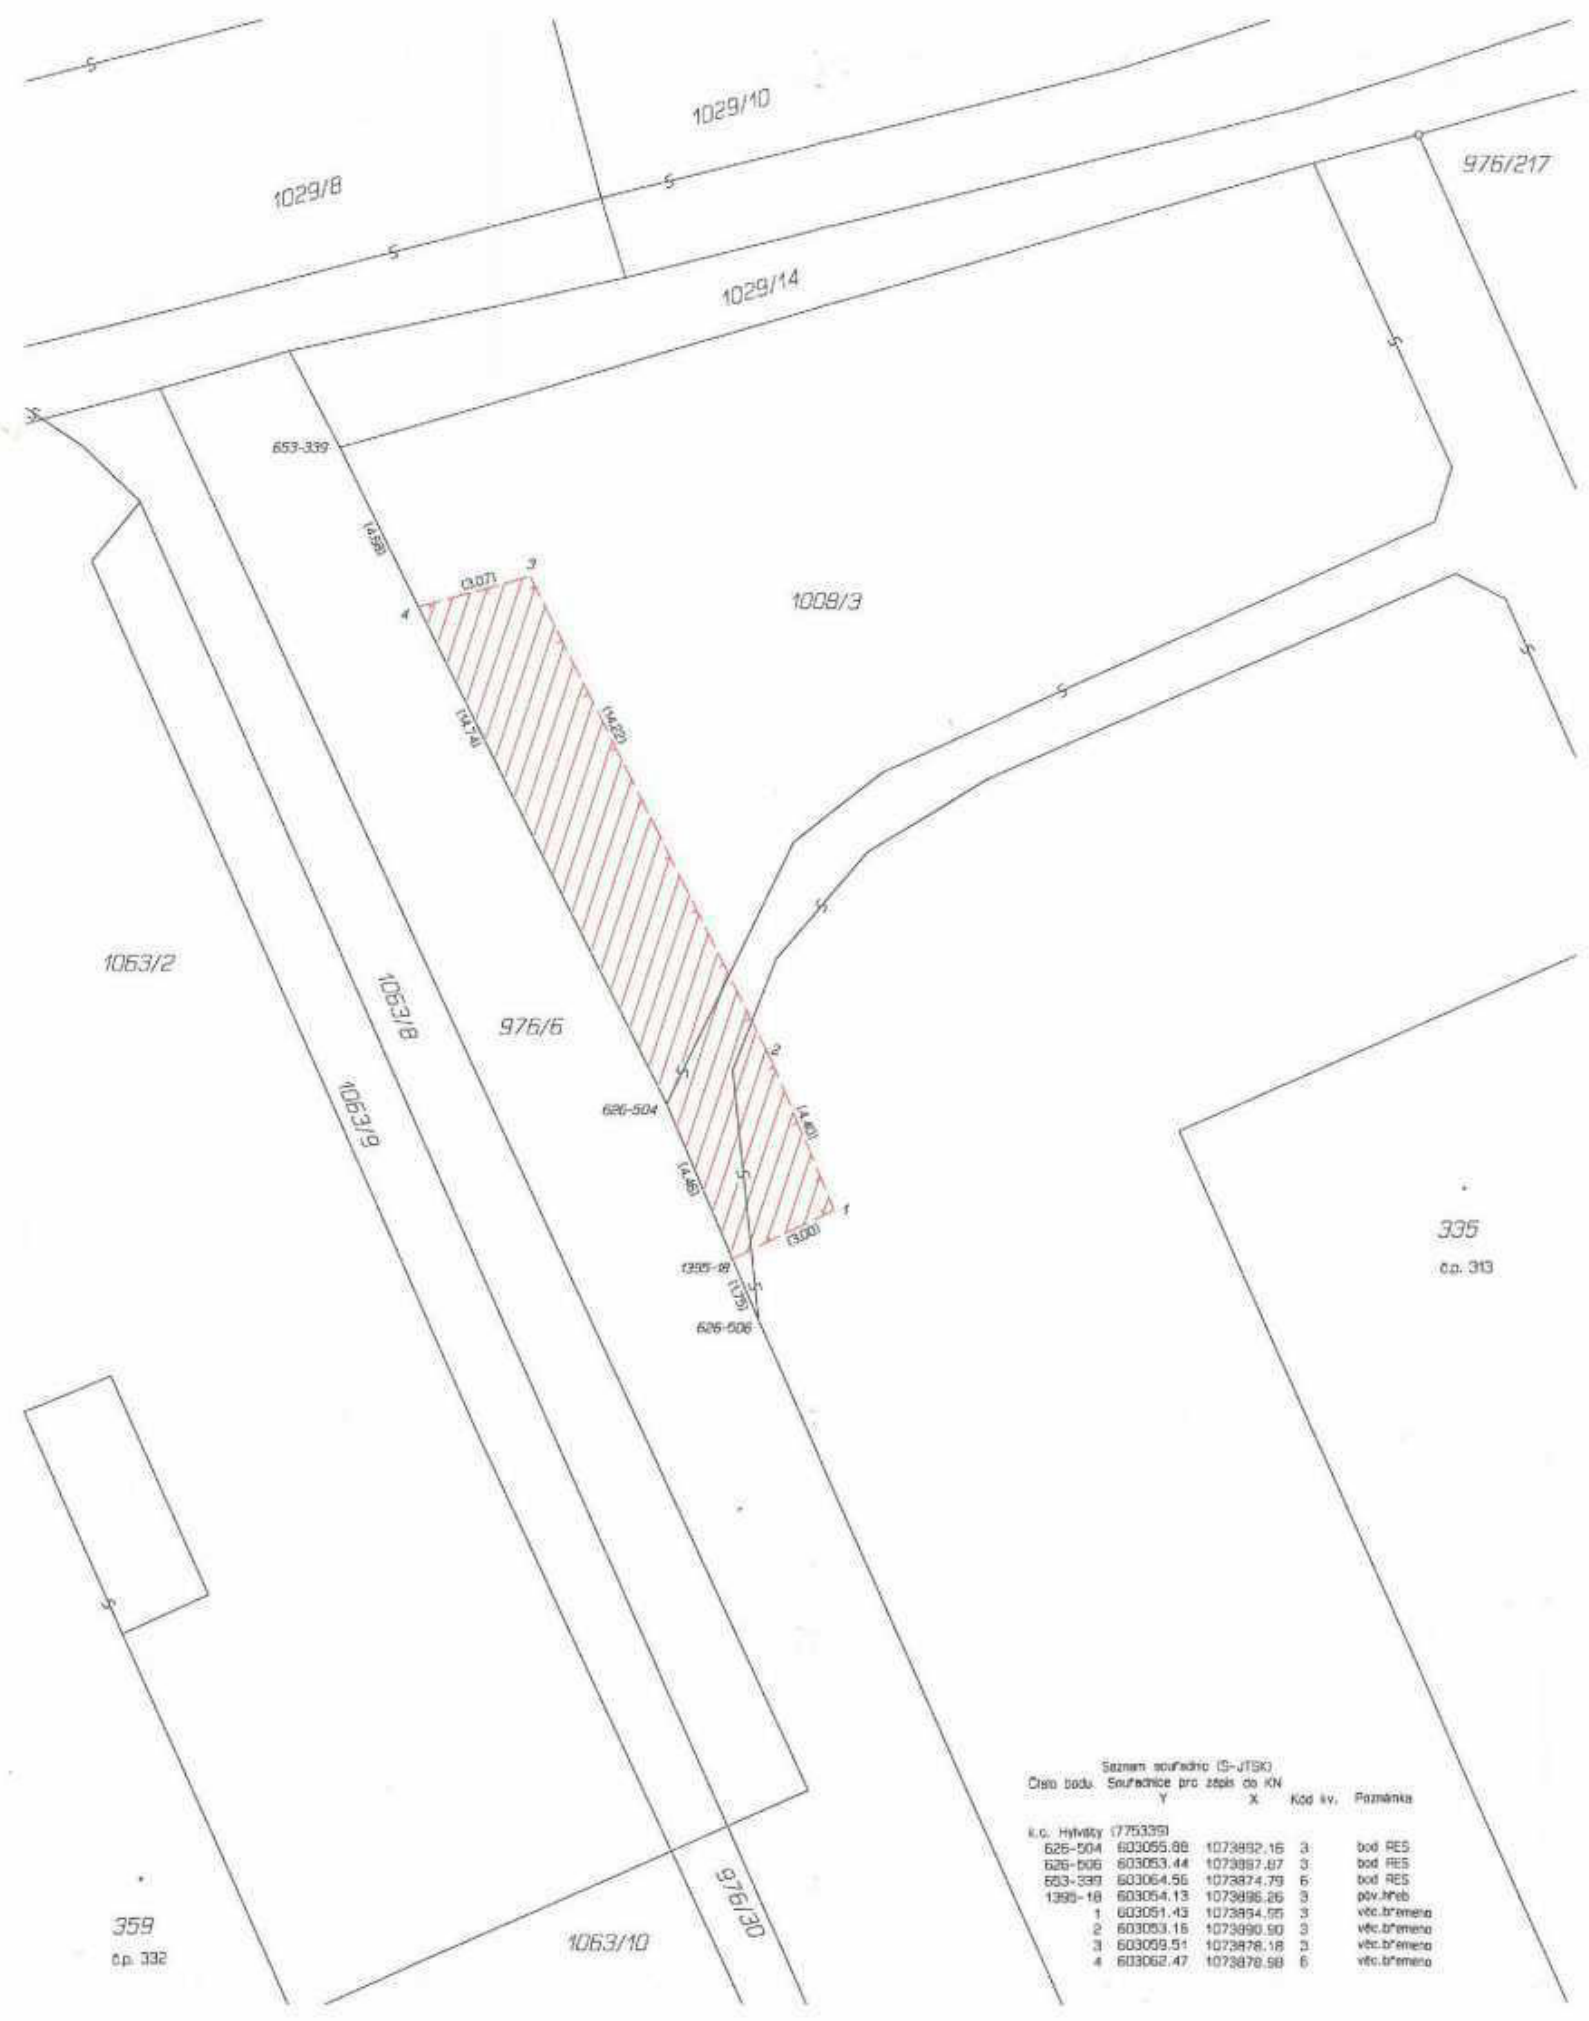 1029/10
976/217
1029/8
1029/14
653-339
(4.58)
(3.07)
3
4
1008/3
(14.74)
(14.22)
1063/2
1063/8
976/6
2
1063/9
626-504
(4.40)
(4.46)
1
(3.00)
1395-18
(1.75)
626-506
335
č.p. 313
Seznam souřadnic (S-JTSK)
Číslo bodu Souřadnice pro zápis do KN
Y X Kód kv. Poznámka
k.ú. Hylváty (775339)
626-504 603055.88 1073892.16 3 bod RES
626-506 603053.44 1073897.87 3 bod RES
653-339 603064.56 1073874.79 6 bod RES
1395-18 603054.13 1073896.26 3 pov.hřeb
1 603051.43 1073894.95 3 věc.břemeno
2 603053.16 1073890.90 3 věc.břemeno
3 603059.51 1073878.18 3 věc.břemeno
4 603062.47 1073878.98 6 věc.břemeno
976/30
359
č.p. 332
1063/10